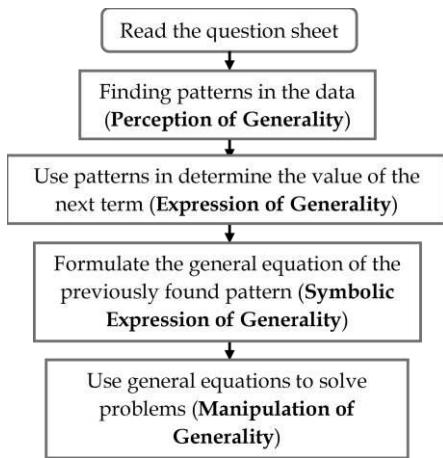 Read the question sheet
Finding patterns in the data
(Perception of Generality)
Use patterns in determine the value of the
next term (Expression of Generality)
Formulate the general equation of the
previously found pattern (Symbolic
Expression of Generality)
Use general equations to solve
problems (Manipulation of
Generality)